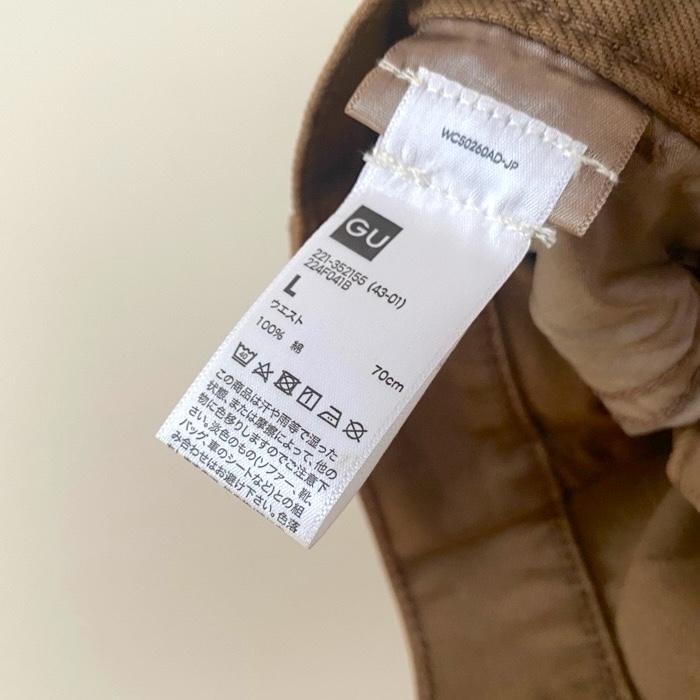 WC50260AD-JP
GU
221-352155 (43-01)
224F041B
L
ウエスト 70cm
100% 綿
40
この商品は汗や雨等で湿った
状態、または摩擦によって、他の
物に色移りしますのでご注意下
さい。淡色のもの(ソファー、靴、
バッグ、車のシートなど)との組
み合わせはお避け下さい。色落